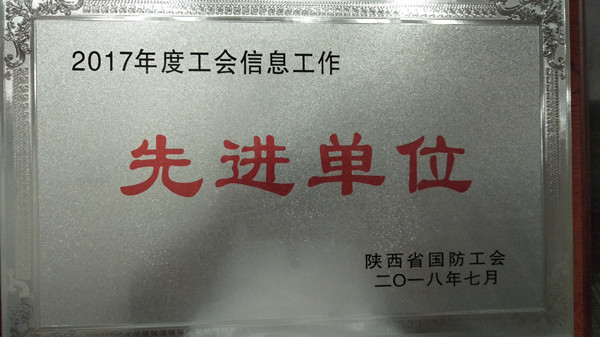 2017年度工会信息工作
先进单位
陕西省国防工会
二〇一八年七月